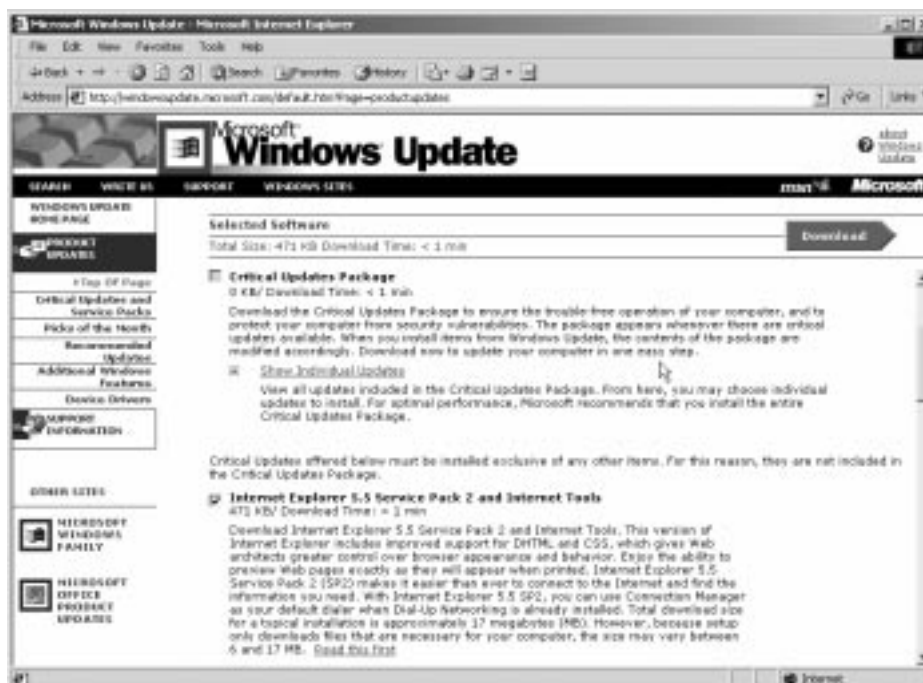 Microsoft Windows Update - Microsoft Internet Explorer
File Edit View Favorites Tools Help
Back Search Favorites History
Address http://windowsupdate.microsoft.com/default.htm?Page=productupdates Go Links
Microsoft
Windows Update
about Windows Update
SEARCH WRITE US SUPPORT WINDOWS SITES msn Microsoft
WINDOWS UPDATE
HOME PAGE
PRODUCT
UPDATES
Top Of Page
Critical Updates and
Service Packs
Picks of the Month
Recommended
Updates
Additional Windows
Features
Device Drivers
SUPPORT
INFORMATION
OTHER SITES
MICROSOFT
WINDOWS
FAMILY
MICROSOFT
OFFICE
PRODUCT
UPDATES
Selected Software
Total Size: 471 KB Download Time: < 1 min
Download
Critical Updates Package
0 KB/ Download Time: < 1 min
Download the Critical Updates Package to ensure the trouble-free operation of your computer, and to
protect your computer from security vulnerabilities. The package appears whenever there are critical
updates available. When you install items from Windows Update, the contents of the package are
modified accordingly. Download now to update your computer in one easy step.
Show Individual Updates
View all updates included in the Critical Updates Package. From here, you may choose individual
updates to install. For optimal performance, Microsoft recommends that you install the entire
Critical Updates Package.
Critical Updates offered below must be installed exclusive of any other items. For this reason, they are not included in
the Critical Updates Package.
Internet Explorer 5.5 Service Pack 2 and Internet Tools
471 KB/ Download Time: < 1 min
Download Internet Explorer 5.5 Service Pack 2 and Internet Tools. This version of
Internet Explorer includes improved support for DHTML and CSS, which gives Web
architects greater control over browser appearance and behavior. Enjoy the ability to
preview Web pages exactly as they will appear when printed. Internet Explorer 5.5
Service Pack 2 (SP2) makes it easier than ever to connect to the Internet and find the
information you need. With Internet Explorer 5.5 SP2, you can use Connection Manager
as your default dialer when Dial-Up Networking is already installed. Total download size
for a typical installation is approximately 17 megabytes (MB). However, because setup
only downloads files that are necessary for your computer, the size may vary between
6 and 17 MB. Read this first
Internet